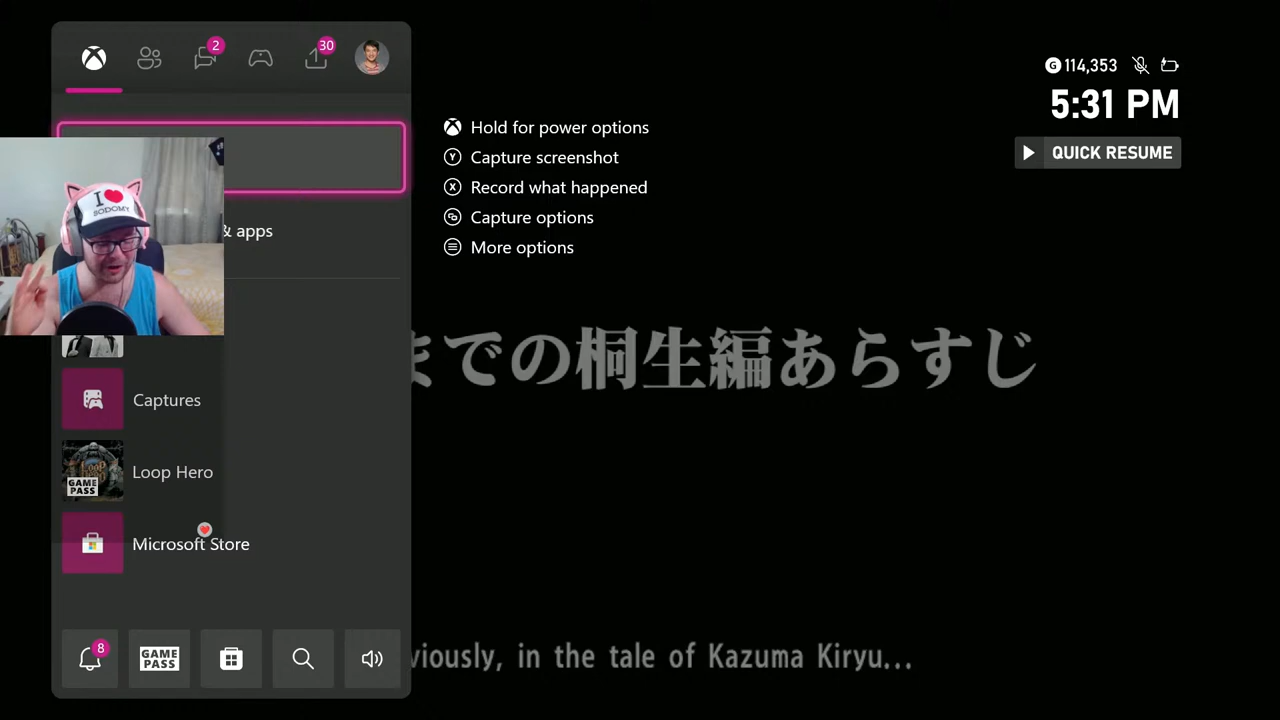 2
30
G 114,353
5:31 PM
QUICK RESUME
Hold for power options
Y Capture screenshot
X Record what happened
Capture options
More options
& apps
I ❤
SODOMY
までの桐生編あらすじ
Captures
Loop Hero
GAME
PASS
Microsoft Store
8
GAME
PASS
viously, in the tale of Kazuma Kiryu...